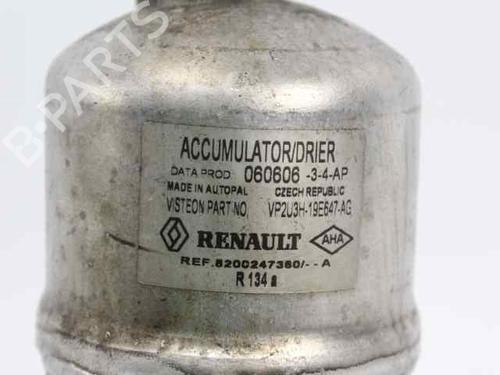 B-PARTS
ACCUMULATOR/DRIER
DATA PROD: 060606 -3-4-AP
MADE IN AUTOPAL CZECH REPUBLIC
VISTEON PART NO, VP2U3H-19E647-AG
RENAULT AHA
REF.8200247360/--A
R 134 a